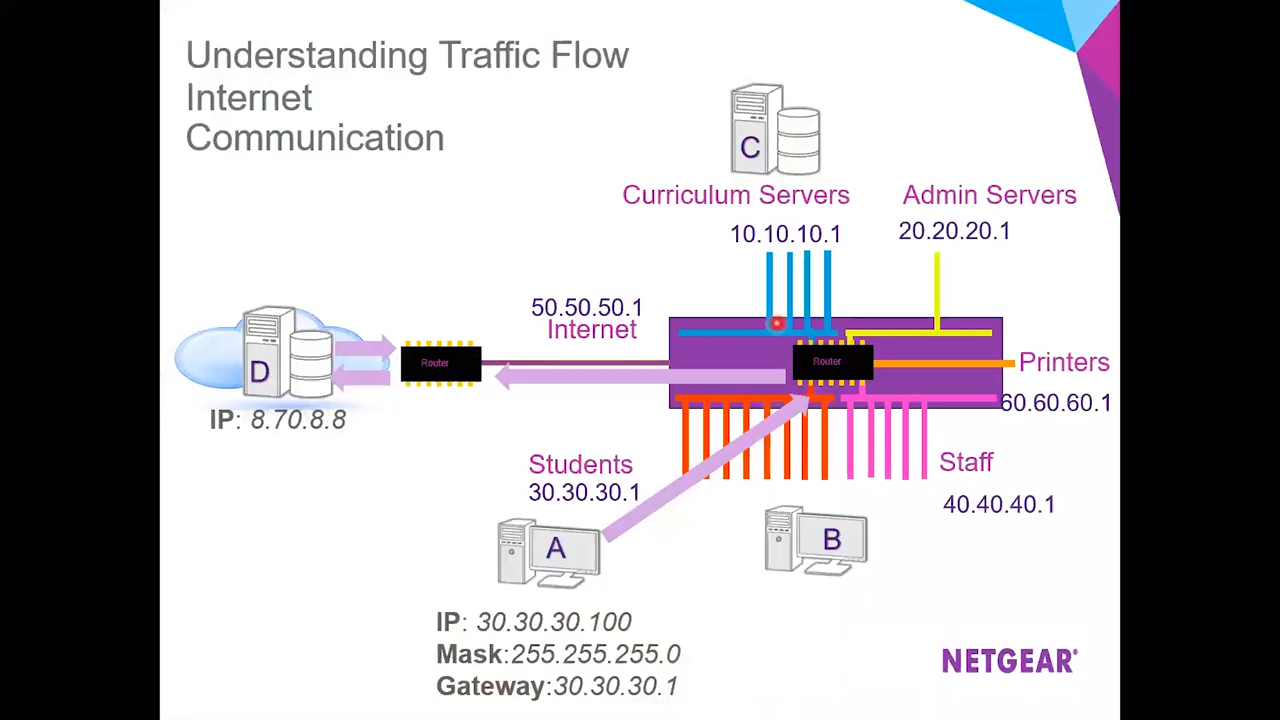 Understanding Traffic Flow
Internet
Communication
C
Curriculum Servers
Admin Servers
10.10.10.1
20.20.20.1
50.50.50.1
Internet
Router
Router
Printers
D
60.60.60.1
IP: 8.70.8.8
Students
30.30.30.1
Staff
40.40.40.1
A
B
IP: 30.30.30.100
Mask:255.255.255.0
Gateway:30.30.30.1
NETGEAR®